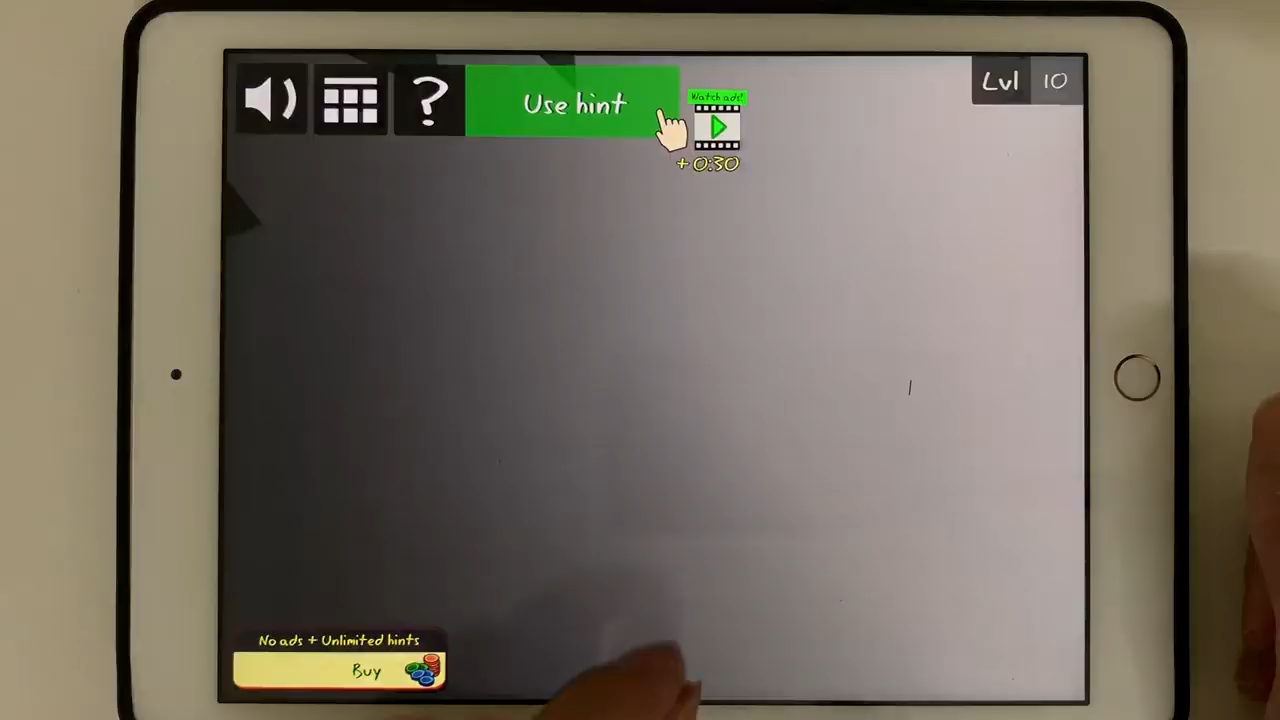 Use hint
Watch ads!
+0:30
Lvl 10
?
No ads + Unlimited hints
Buy